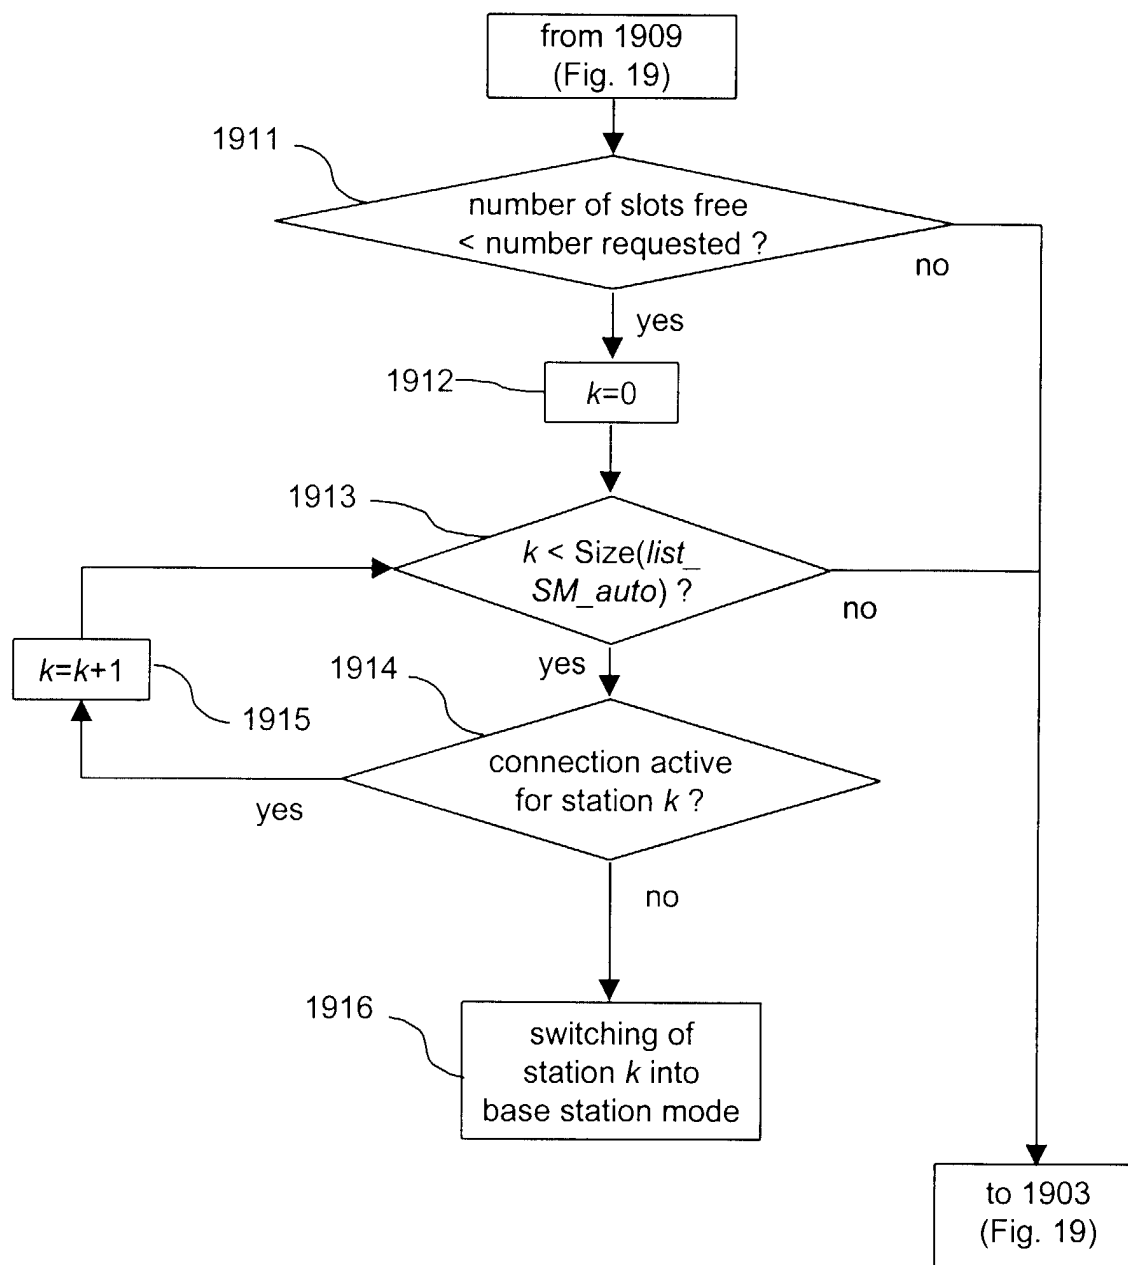 from 1909
(Fig. 19)
1911
number of slots free
< number requested ?
no
yes
1912
k=0
1913
k < Size(list_
SM_auto) ?
no
yes
k=k+1
1914
1915
connection active
for station k ?
yes
no
1916
switching of
station k into
base station mode
to 1903
(Fig. 19)